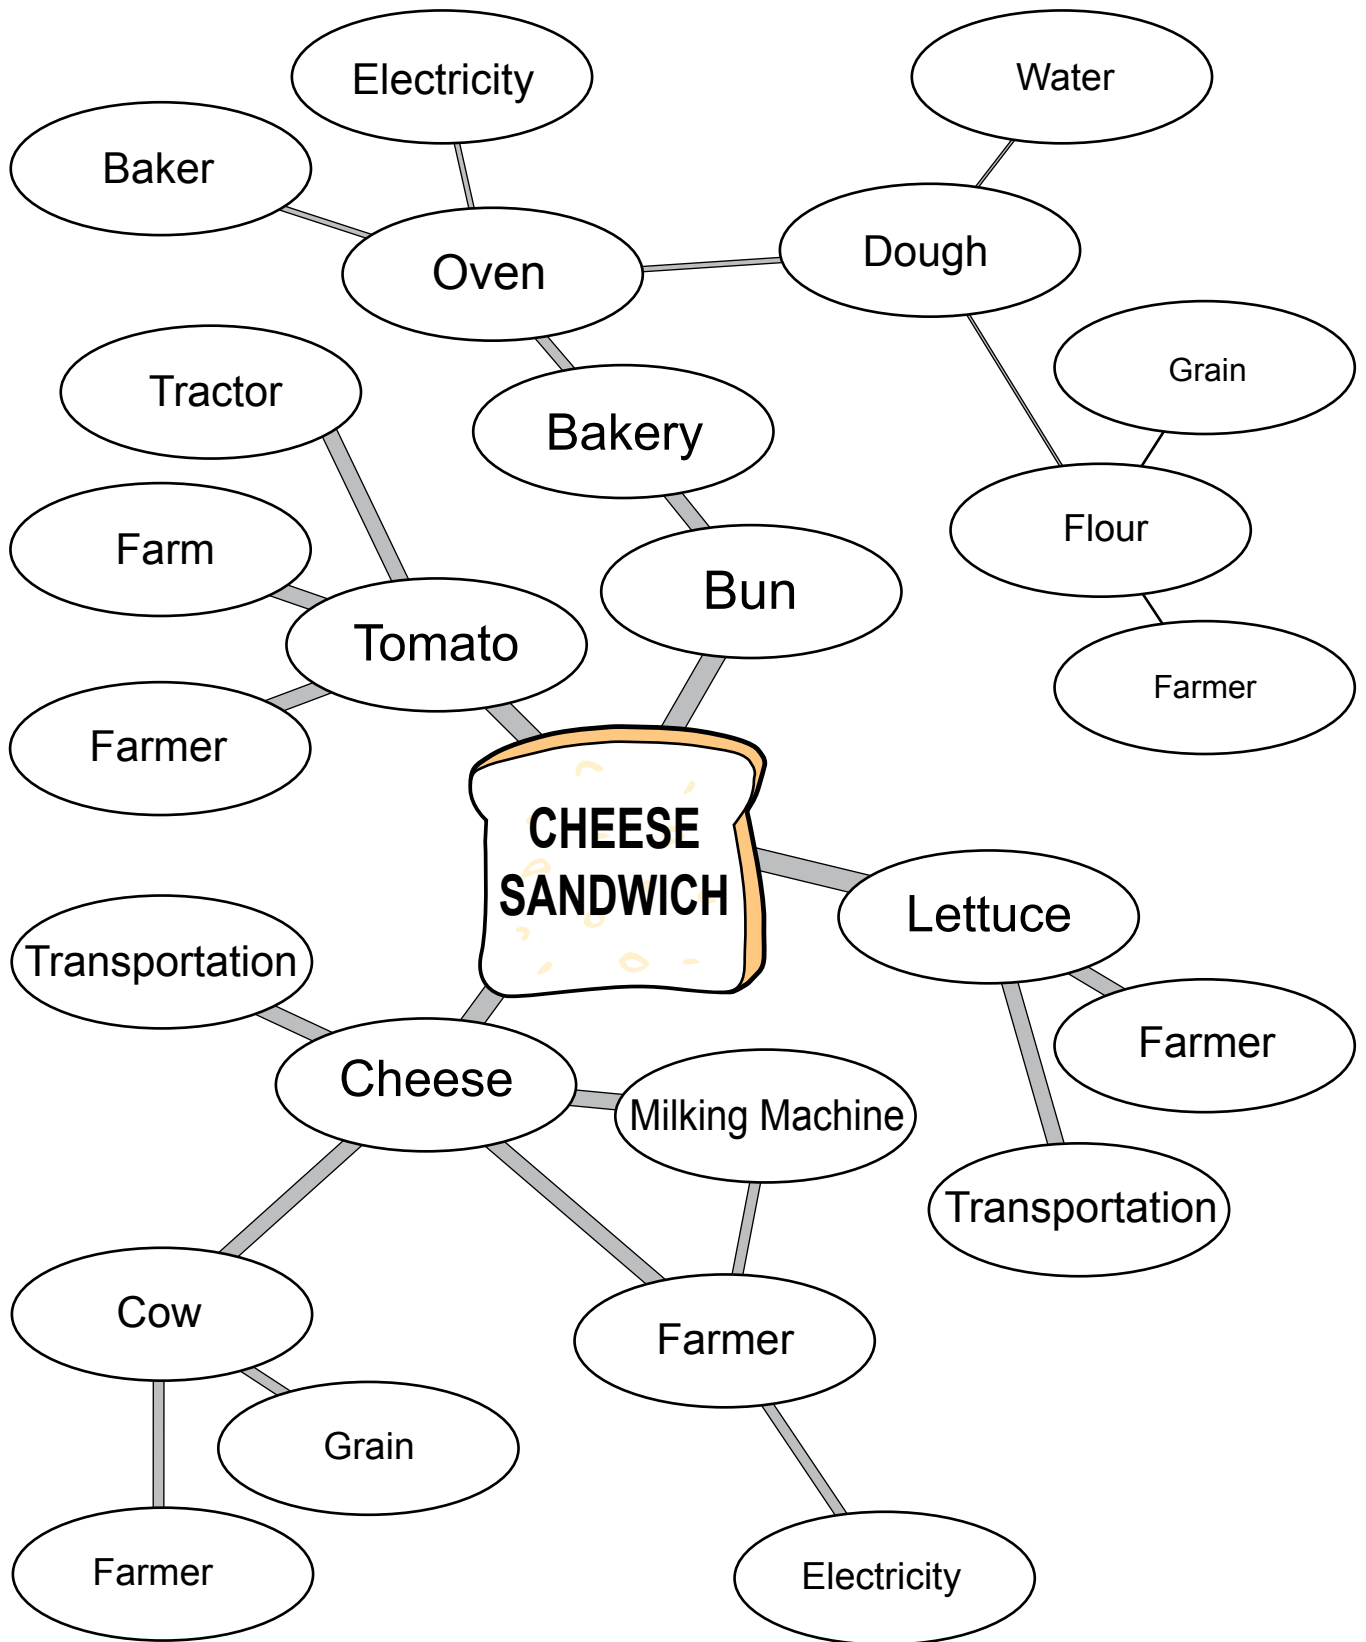 Electricity
Water
Baker
Dough
Oven
Grain
Tractor
Bakery
Flour
Farm
Bun
Tomato
Farmer
Farmer
CHEESE
SANDWICH
Lettuce
Transportation
Farmer
Cheese
Milking Machine
Transportation
Cow
Farmer
Grain
Farmer
Electricity